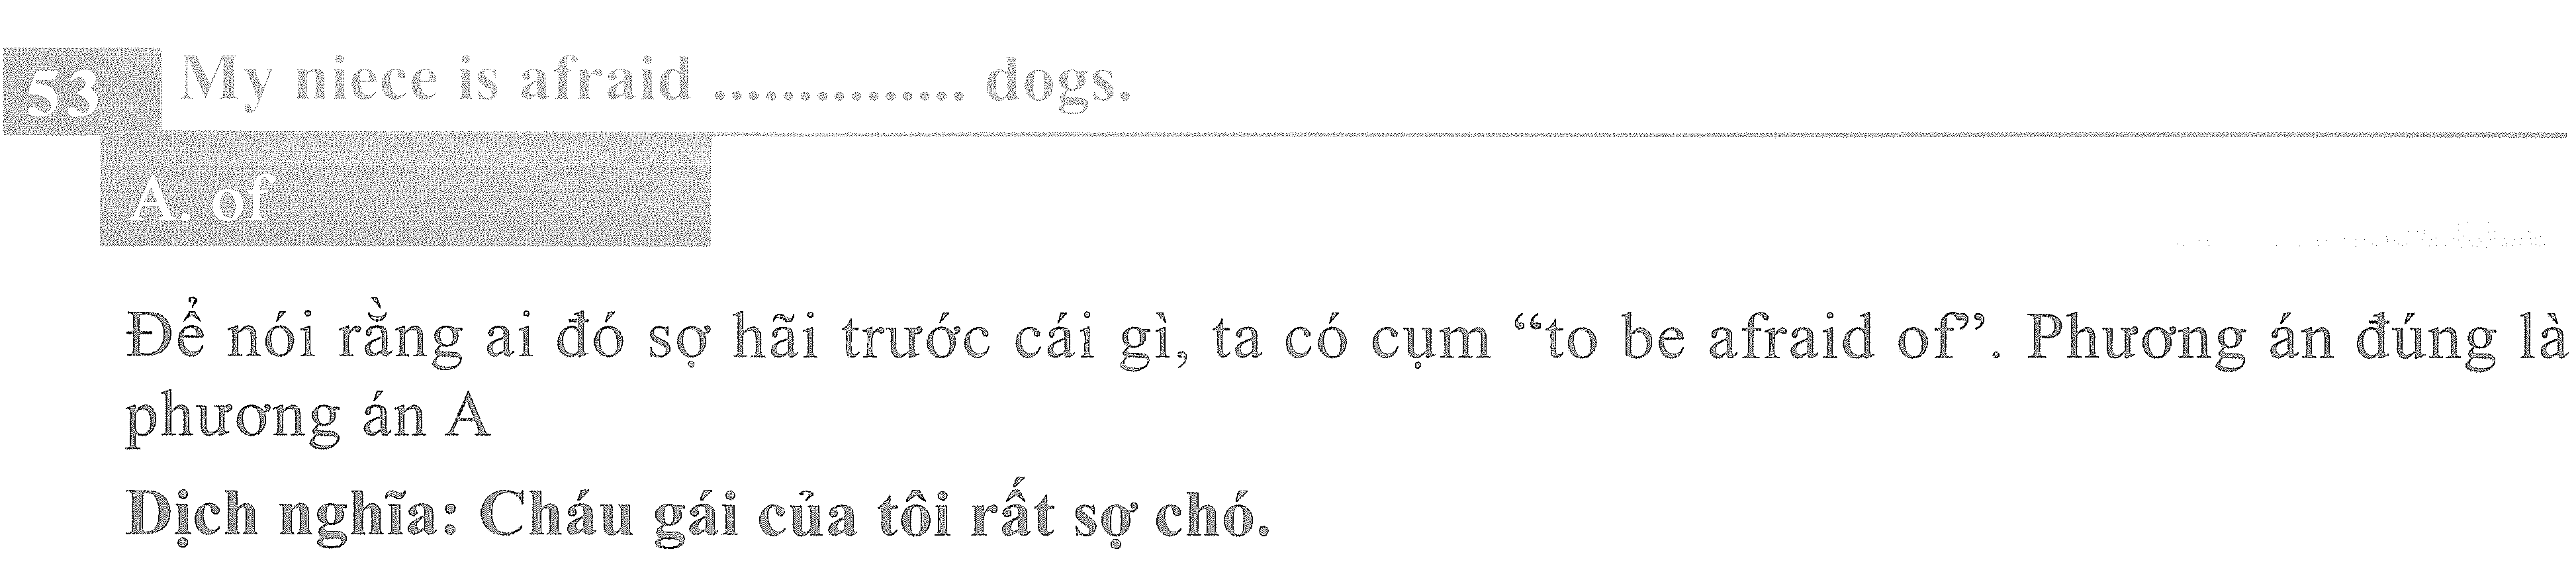 53 My niece is afraid .............. dogs.
A. of
Để nói rằng ai đó sợ hãi trước cái gì, ta có cụm “to be afraid of”. Phương án đúng là
phương án A
Dịch nghĩa: Cháu gái của tôi rất sợ chó.